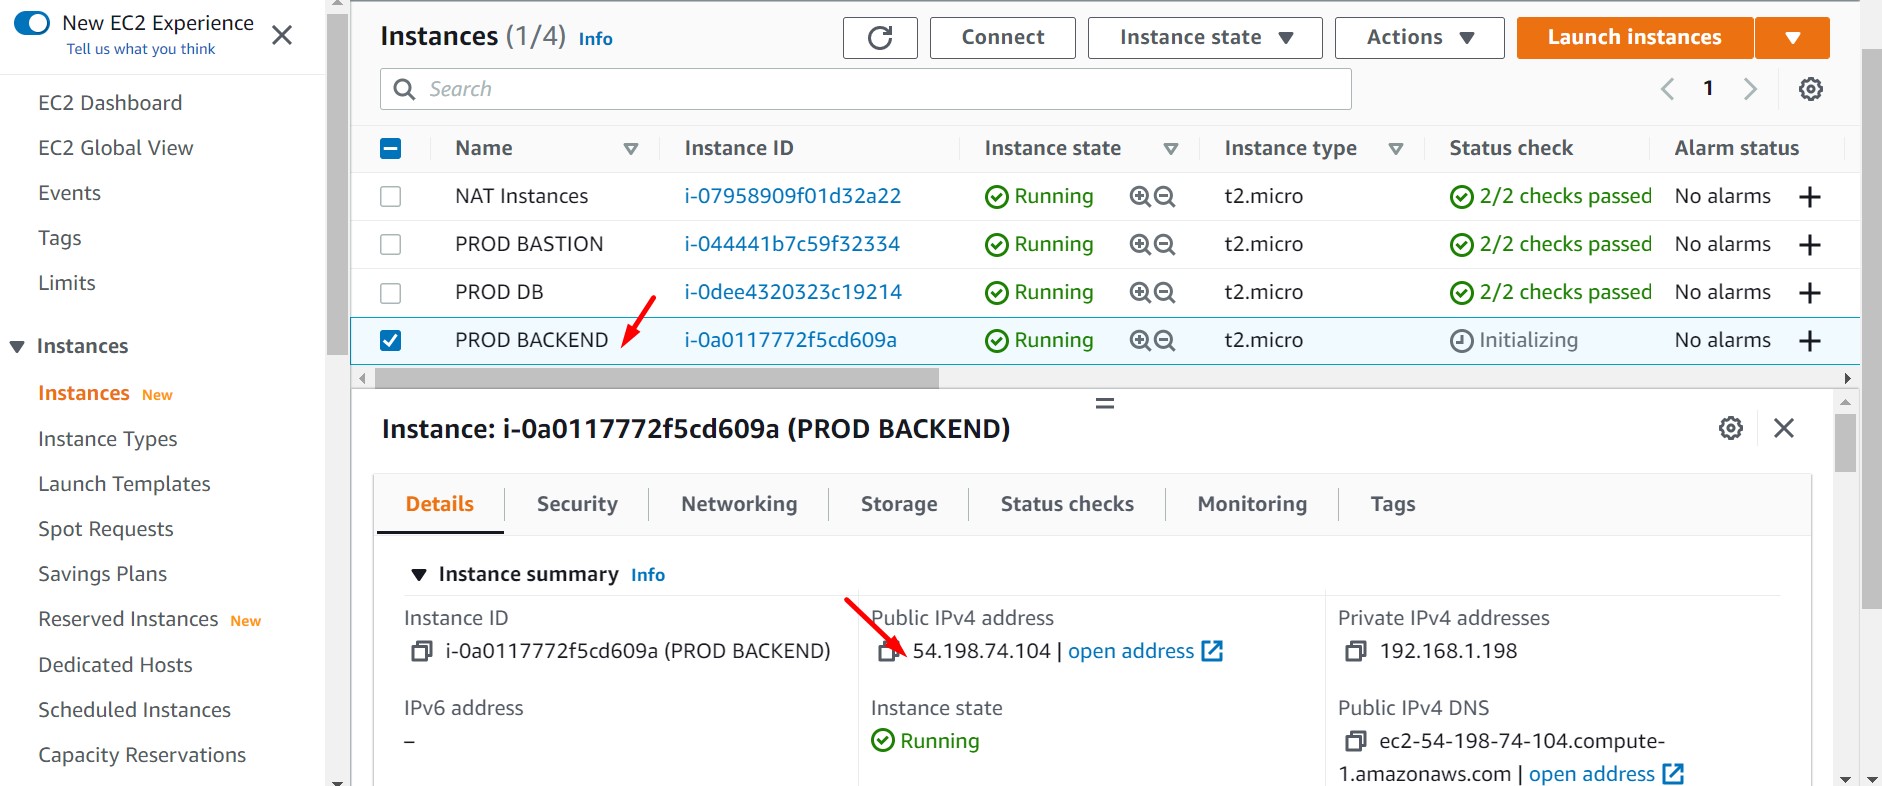 New EC2 Experience
Tell us what you think
EC2 Dashboard
EC2 Global View
Events
Tags
Limits
Instances
Instances New
Instance Types
Launch Templates
Spot Requests
Savings Plans
Reserved Instances New
Dedicated Hosts
Scheduled Instances
Capacity Reservations
Instances (1/4) Info
Connect
Instance state
Actions
Launch instances
Search
1
Name Instance ID Instance state Instance type Status check Alarm status
NAT Instances i-07958909f01d32a22 Running t2.micro 2/2 checks passed No alarms
PROD BASTION i-044441b7c59f32334 Running t2.micro 2/2 checks passed No alarms
PROD DB i-0dee4320323c19214 Running t2.micro 2/2 checks passed No alarms
PROD BACKEND i-0a0117772f5cd609a Running t2.micro Initializing No alarms
Instance: i-0a0117772f5cd609a (PROD BACKEND)
Details Security Networking Storage Status checks Monitoring Tags
Instance summary Info
Instance ID
i-0a0117772f5cd609a (PROD BACKEND)
Public IPv4 address
54.198.74.104 | open address
Private IPv4 addresses
192.168.1.198
IPv6 address
–
Instance state
Running
Public IPv4 DNS
ec2-54-198-74-104.compute-
1.amazonaws.com | open address